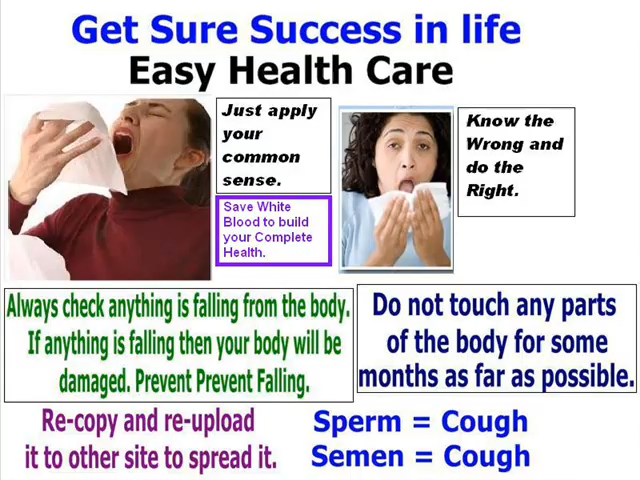 Get Sure Success in life
Easy Health Care
Just apply
your
common
sense.
Save White
Blood to build
your Complete
Health.
Know the
Wrong and
do the
Right.
Always check anything is falling from the body.
If anything is falling then your body will be
damaged. Prevent Prevent Falling.
Do not touch any parts
of the body for some
months as far as possible.
Re-copy and re-upload
it to other site to spread it.
Sperm = Cough
Semen = Cough